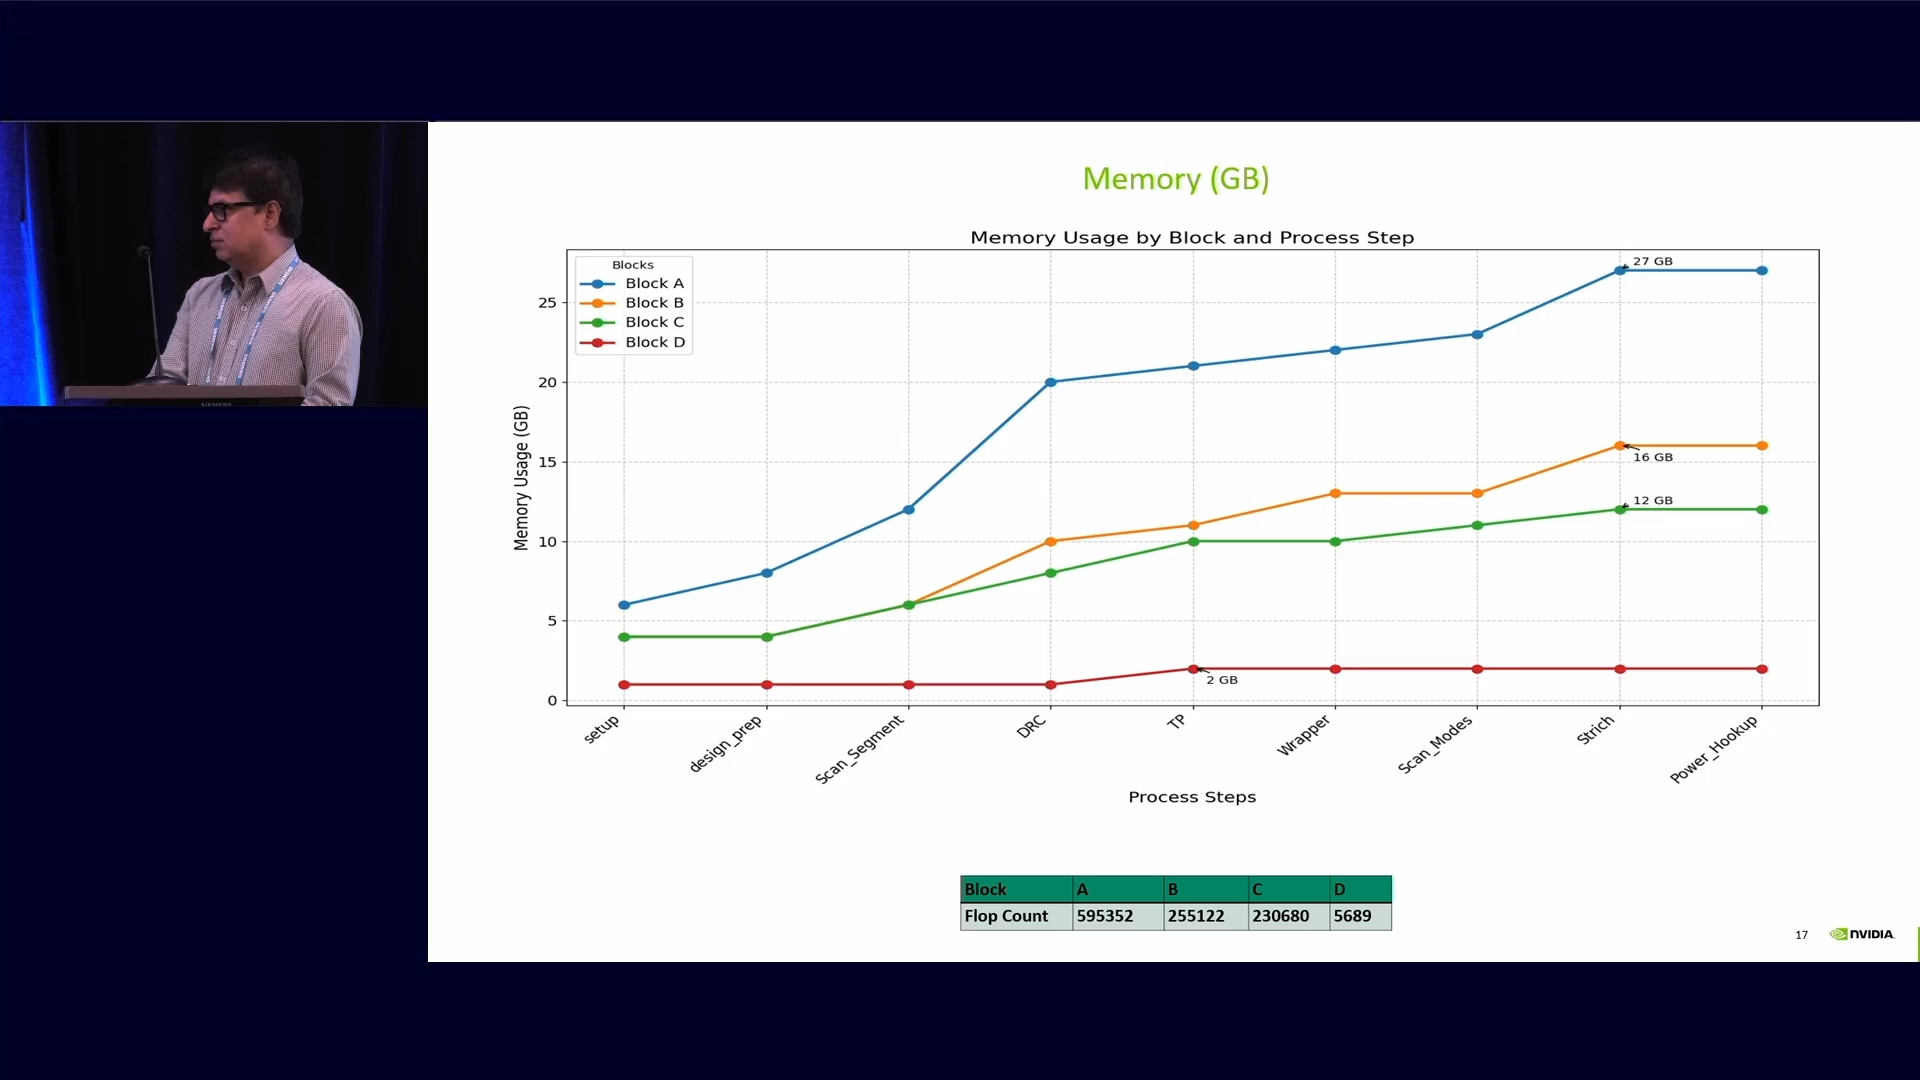 Memory (GB)
Memory Usage by Block and Process Step
Blocks
Block A
Block B
Block C
Block D
27 GB
16 GB
12 GB
2 GB
Memory Usage (GB)
25
20
15
10
5
0
setup
design_prep
Scan_Segment
DRC
TP
Wrapper
Scan_Modes
Strich
Power_Hookup
Process Steps
Block A B C D
Flop Count 595352 255122 230680 5689
17
NVIDIA
SIEMENS